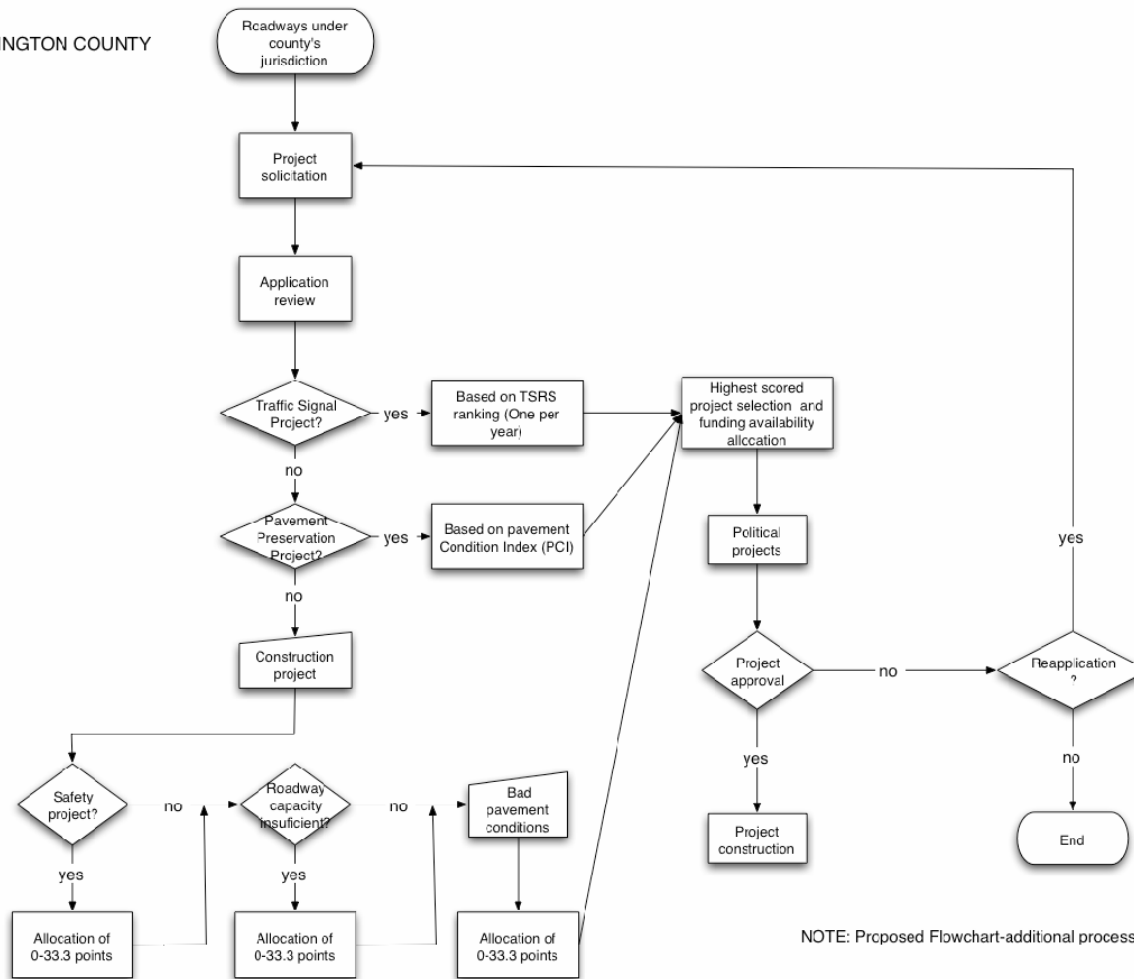 INGTON COUNTY
Roadways under
county's
jurisdiction
Project
solicitation
Application
review
Traffic Signal
Project?
yes
Based on TSRS
ranking (One per
year)
Highest scored
project selection and
funding availability
allocation
no
Pavement
Preservation
Project?
yes
Based on pavement
Condition Index (PCI)
Political
projects
yes
no
Construction
project
Project
approval
no
Reapplication
?
yes
no
Safety
project?
no
Roadway
capacity
insufficient?
no
Bad
pavement
conditions
Project
construction
End
yes
yes
Allocation of
0-33.3 points
Allocation of
0-33.3 points
Allocation of
0-33.3 points
NOTE: Proposed Flowchart-additional process